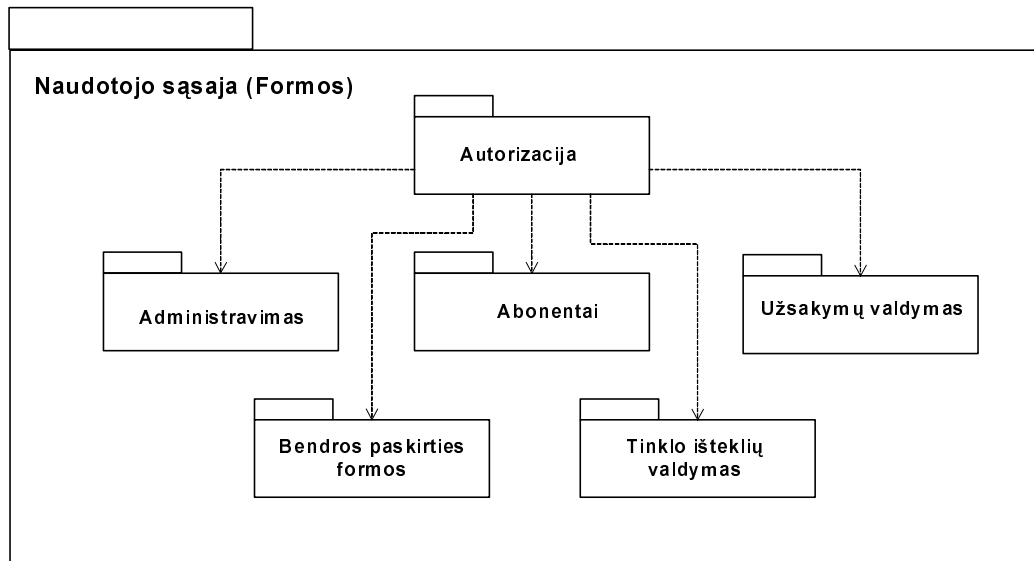 Naudotojo sąsaja (Formos)
Autorizacija
Administravimas
Abonentai
Užsakymų valdymas
Bendros paskirties
formos
Tinklo išteklių
valdymas